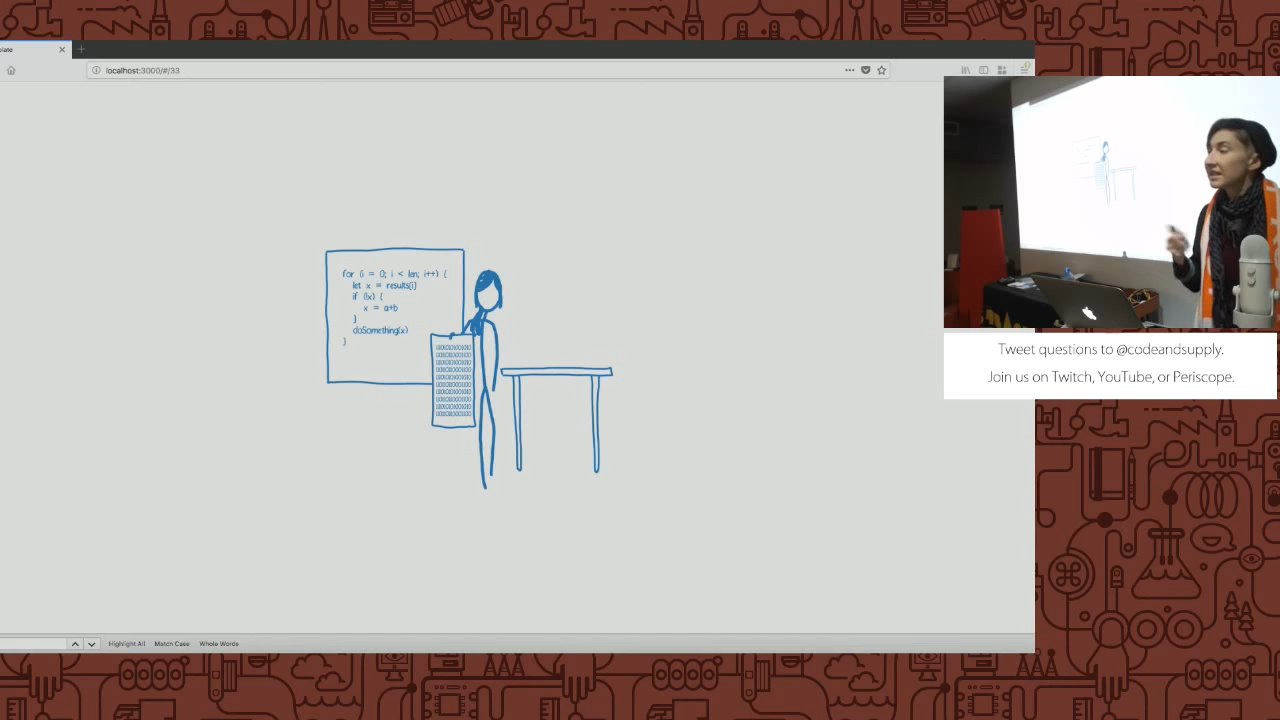 plate
localhost:3000/#/33
for (i = 0; i < len; i++) {
let x = results[i]
if (!x) {
x = a+b
}
doSomething(x)
}
Tweet questions to @codeandsupply.
Join us on Twitch, YouTube, or Periscope.
Highlight All Match Case Whole Words